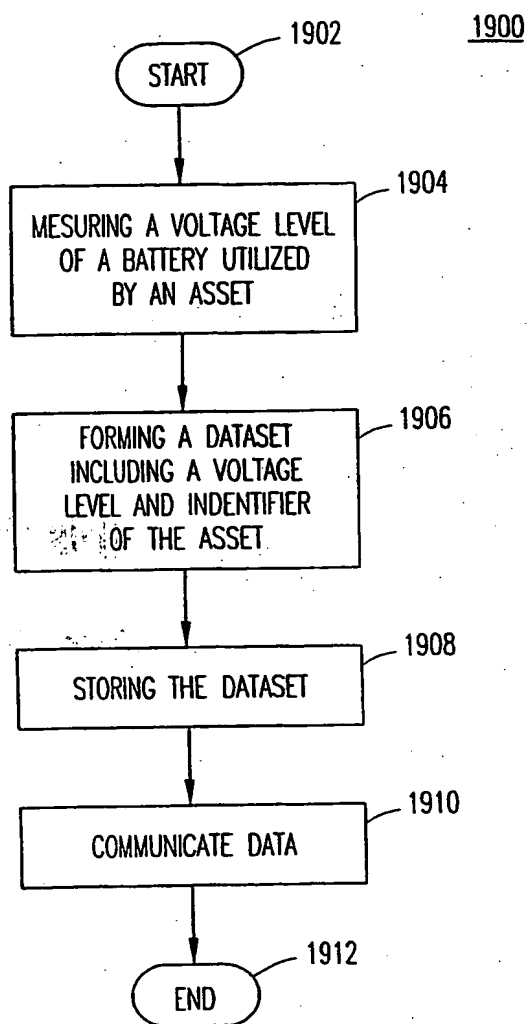 1902
1900
START
1904
MESURING A VOLTAGE LEVEL
OF A BATTERY UTILIZED
BY AN ASSET
1906
FORMING A DATASET
INCLUDING A VOLTAGE
LEVEL AND INDENTIFIER
OF THE ASSET
1908
STORING THE DATASET
1910
COMMUNICATE DATA
1912
END